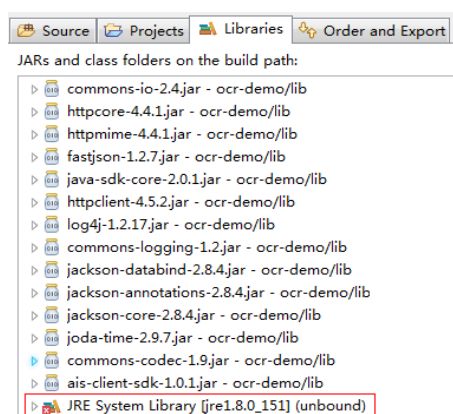 Source Projects Libraries Order and Export
JARs and class folders on the build path:
commons-io-2.4.jar - ocr-demo/lib
httpcore-4.4.1.jar - ocr-demo/lib
httpmime-4.4.1.jar - ocr-demo/lib
fastjson-1.2.7.jar - ocr-demo/lib
java-sdk-core-2.0.1.jar - ocr-demo/lib
httpclient-4.5.2.jar - ocr-demo/lib
log4j-1.2.17.jar - ocr-demo/lib
commons-logging-1.2.jar - ocr-demo/lib
jackson-databind-2.8.4.jar - ocr-demo/lib
jackson-annotations-2.8.4.jar - ocr-demo/lib
jackson-core-2.8.4.jar - ocr-demo/lib
joda-time-2.9.7.jar - ocr-demo/lib
commons-codec-1.9.jar - ocr-demo/lib
ais-client-sdk-1.0.1.jar - ocr-demo/lib
JRE System Library [jre1.8.0_151] (unbound)